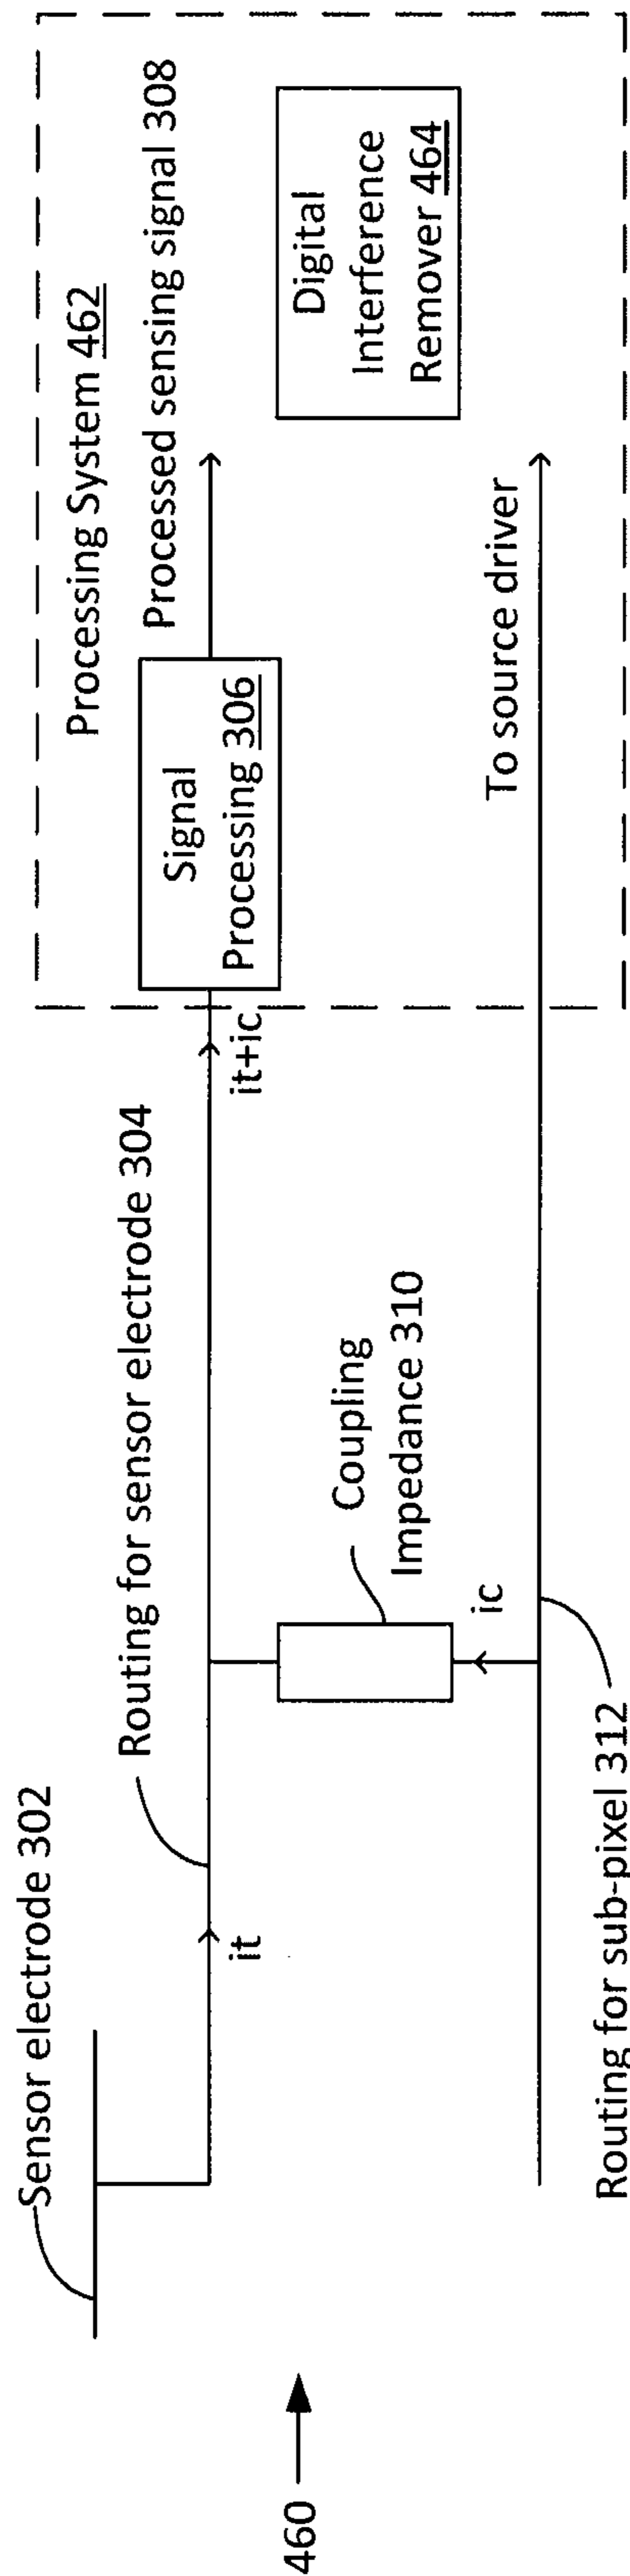 460
Sensor electrode 302
Routing for sensor electrode 304
it
Coupling
Impedance 310
ic
Routing for sub-pixel 312
it+ic
Processing System 462
Signal
Processing 306
Processed sensing signal 308
Digital
Interference
Remover 464
To source driver